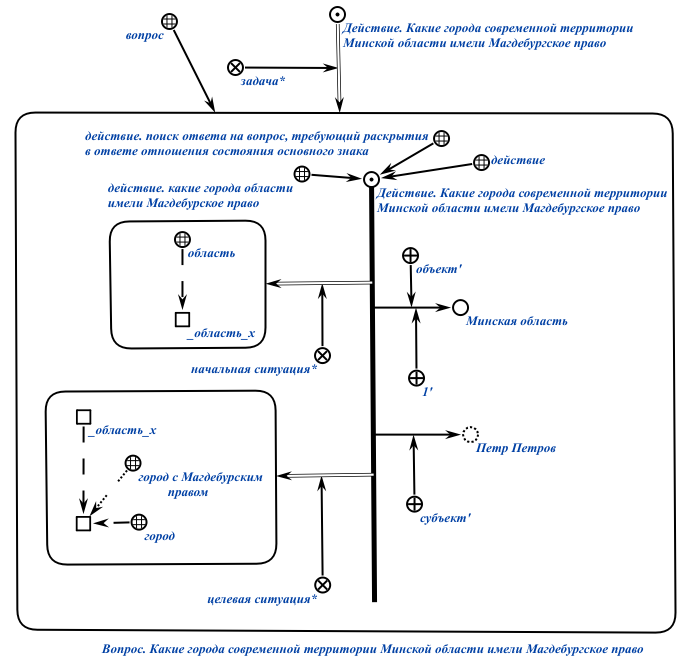 вопрос
Действие. Какие города современной территории
Минской области имели Магдебургское право
задача*
действие. поиск ответа на вопрос, требующий раскрытия
в ответе отношения состояния основного знака
действие
действие. какие города области
имели Магдебурское право
Действие. Какие города современной территории
Минской области имели Магдебургское право
область
объект'
_область_x
Минская область
начальная ситуация*
1'
_область_x
Петр Петров
город с Магдебурским
правом
субъект'
город
целевая ситуация*
Вопрос. Какие города современной территории Минской области имели Магдебургское право